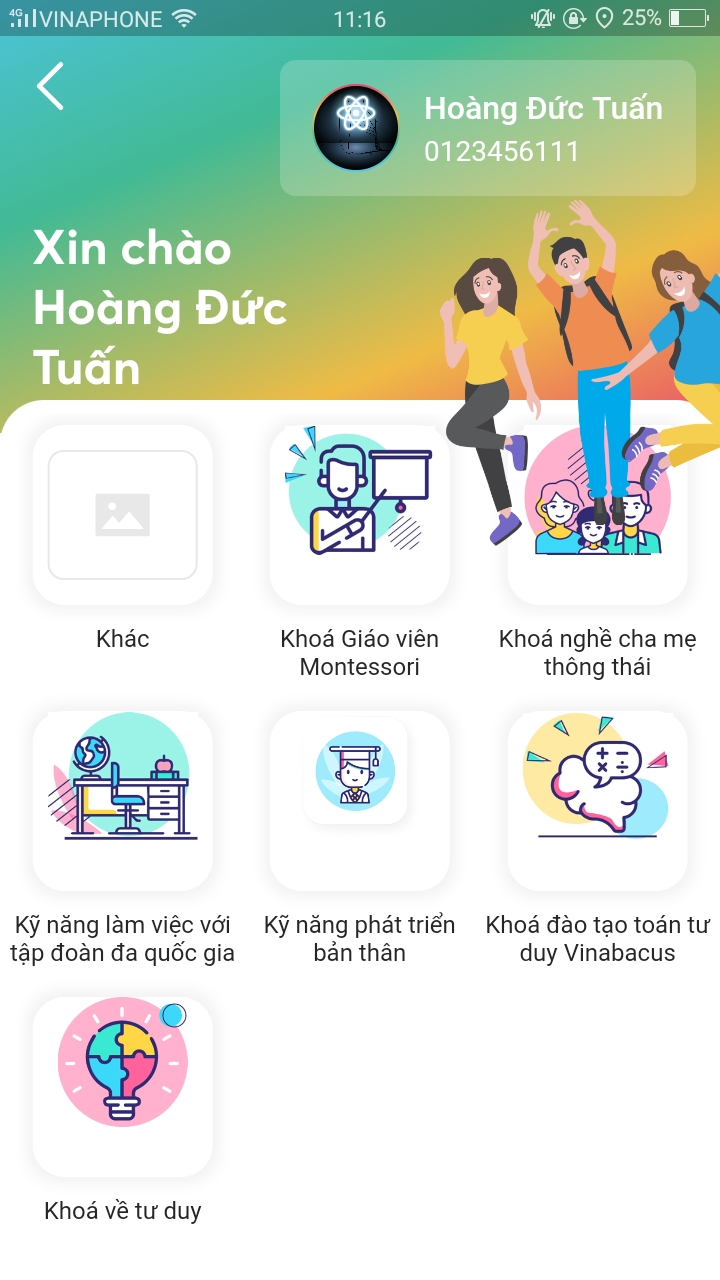 4G VINAPHONE 11:16 25%
Hoàng Đức Tuấn
0123456111
Xin chào
Hoàng Đức
Tuấn
Khác
Khoá Giáo viên
Montessori
Khoá nghề cha mẹ
thông thái
Kỹ năng làm việc với
tập đoàn đa quốc gia
Kỹ năng phát triển
bản thân
Khoá đào tạo toán tư
duy Vinabacus
Khoá về tư duy